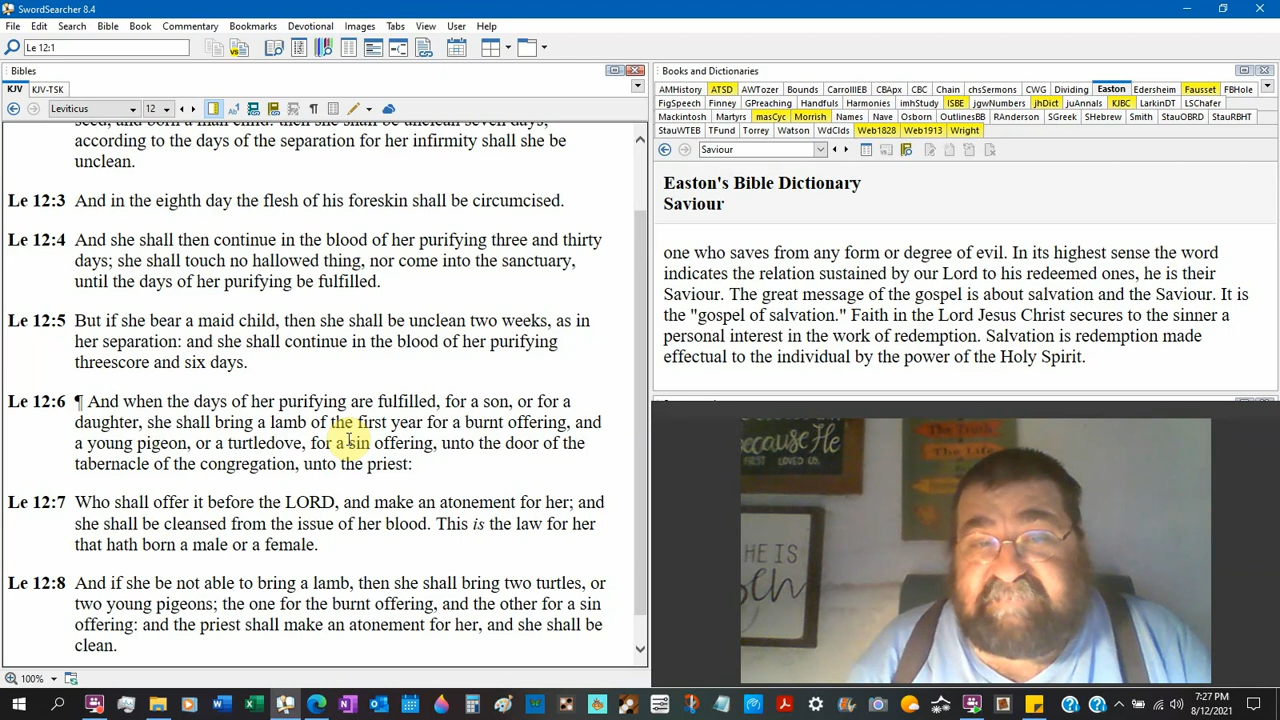 SwordSearcher 8.4
File Edit Search Bible Book Commentary Bookmarks Devotional Images Tabs View User Help
Le 12:1
Bibles
KJV KJV-TSK
Leviticus 12
according to the days of the separation for her infirmity shall she be
unclean.
Le 12:3 And in the eighth day the flesh of his foreskin shall be circumcised.
Le 12:4 And she shall then continue in the blood of her purifying three and thirty
days; she shall touch no hallowed thing, nor come into the sanctuary,
until the days of her purifying be fulfilled.
Le 12:5 But if she bear a maid child, then she shall be unclean two weeks, as in
her separation: and she shall continue in the blood of her purifying
threescore and six days.
Le 12:6 ¶ And when the days of her purifying are fulfilled, for a son, or for a
daughter, she shall bring a lamb of the first year for a burnt offering, and
a young pigeon, or a turtledove, for a sin offering, unto the door of the
tabernacle of the congregation, unto the priest:
Le 12:7 Who shall offer it before the LORD, and make an atonement for her; and
she shall be cleansed from the issue of her blood. This is the law for her
that hath born a male or a female.
Le 12:8 And if she be not able to bring a lamb, then she shall bring two turtles, or
two young pigeons; the one for the burnt offering, and the other for a sin
offering: and the priest shall make an atonement for her, and she shall be
clean.
100%
Books and Dictionaries
AMHistory ATSD AWTozer Bounds CarrollEIB CBApx CBC Chain chsSermons CWG Dividing Easton Edersheim Fausset FBHole
FigSpeech Finney GPreaching Handfuls Harmonies imhStudy ISBE jgwNumbers jhDict juAnnals KJBC LarkinDT LSChafer
Mackintosh Martyrs masCyc Morrish Names Nave Osborn OutlinesBB RAnderson SGreek SHebrew Smith StauOBRD StauRBHT
StauWTEB TFund Torrey Watson WdClds Web1828 Web1913 Wright
Saviour
Easton's Bible Dictionary
Saviour
one who saves from any form or degree of evil. In its highest sense the word
indicates the relation sustained by our Lord to his redeemed ones, he is their
Saviour. The great message of the gospel is about salvation and the Saviour. It is
the "gospel of salvation." Faith in the Lord Jesus Christ secures to the sinner a
personal interest in the work of redemption. Salvation is redemption made
effectual to the individual by the power of the Holy Spirit.
because He
FIRST LOVED CO.
The Life
HE IS
7:27 PM
8/12/2021